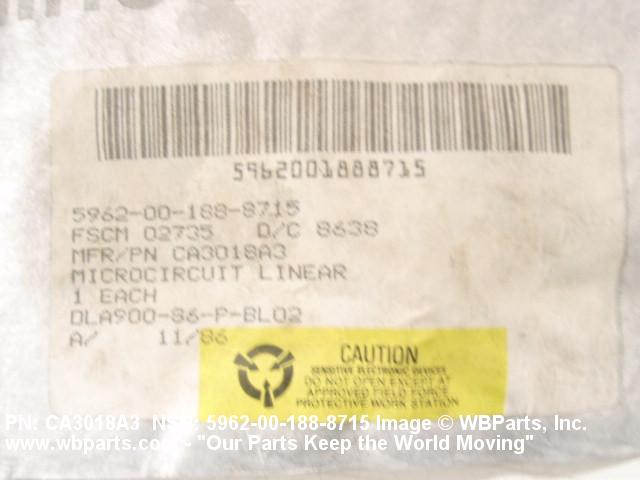 5962001888715
5962-00-188-8715
FSCM 02735 D/C 8638
MFR/PN CA3018A3
MICROCIRCUIT LINEAR
1 EACH
DLA900-86-P-BL02
A/ 11/86
CAUTION
SENSITIVE ELECTRONIC DEVICES
DO NOT OPEN EXCEPT AT
APPROVED FIELD FORCE
PROTECTIVE WORK STATION
PN: CA3018A3 NSN: 5962-00-188-8715 Image © WBParts, Inc.
www.wbparts.com - "Our Parts Keep the World Moving"